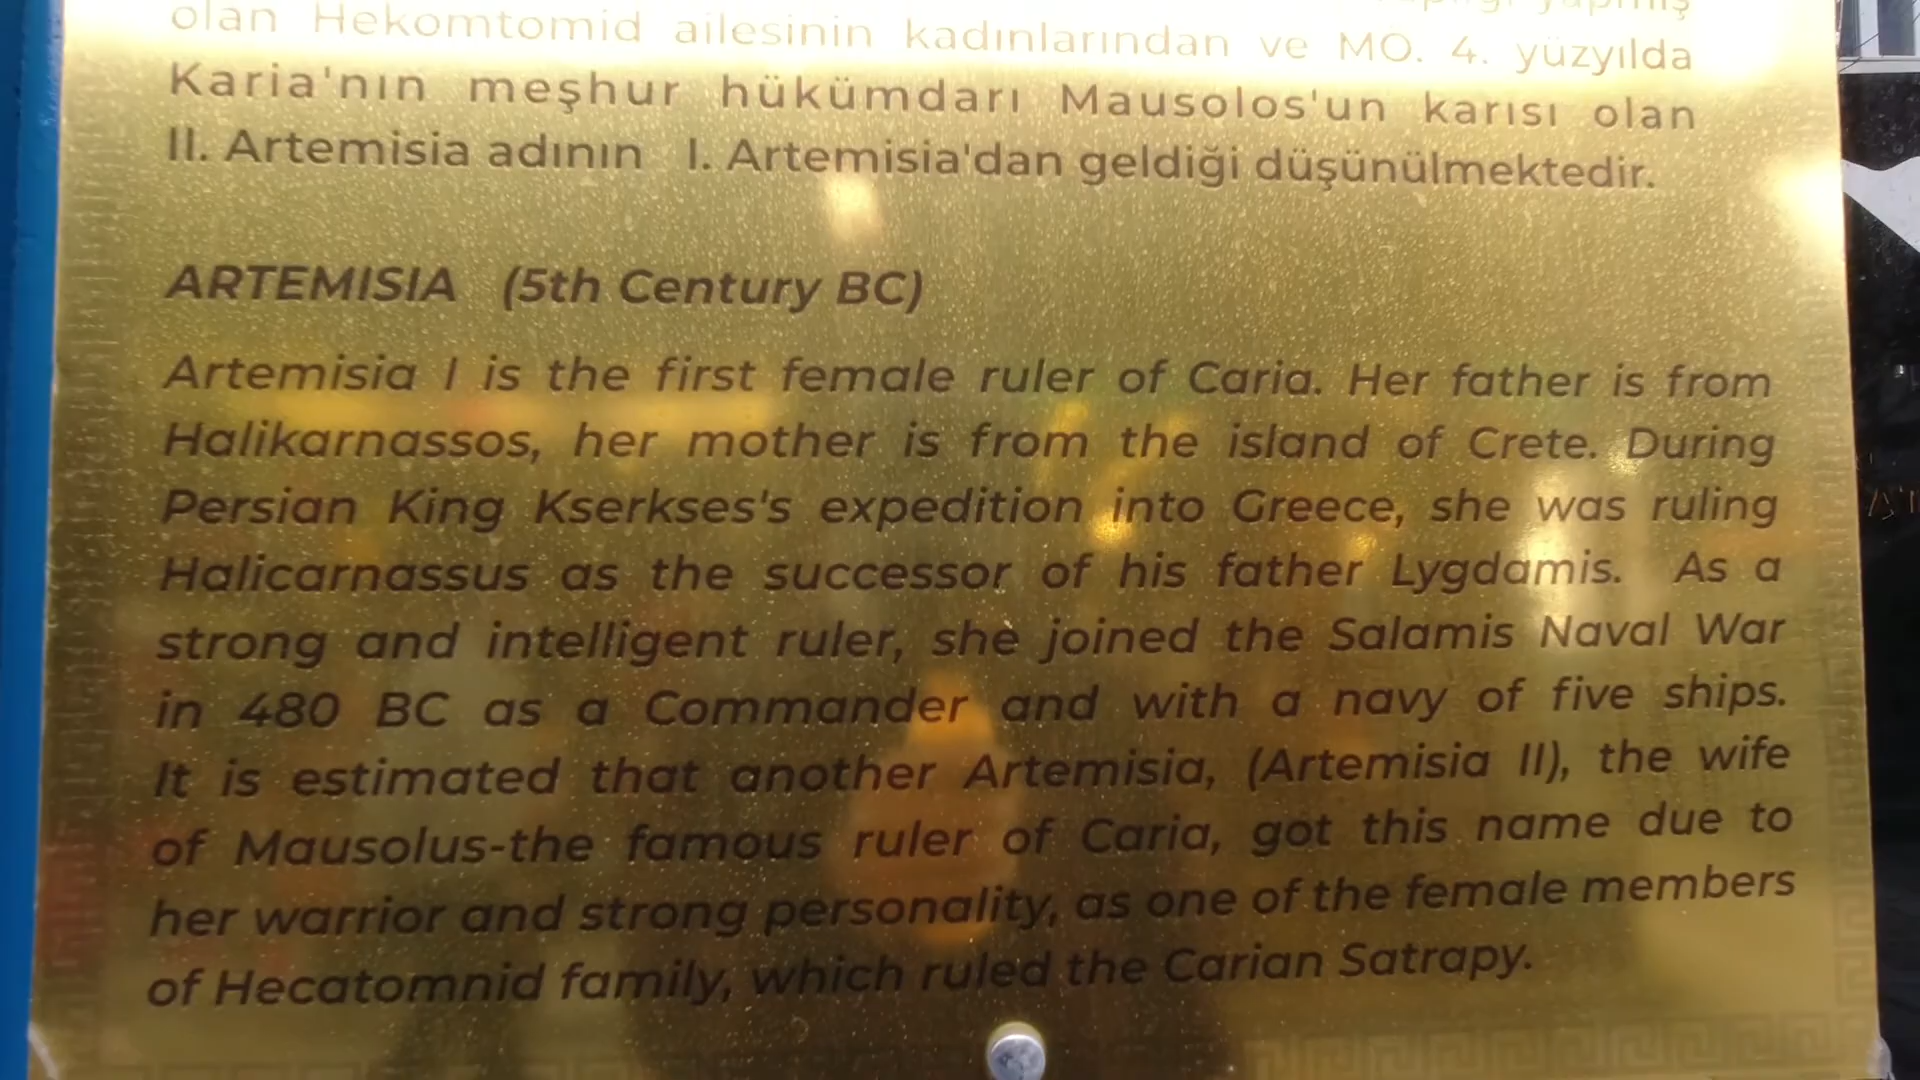 olan Hekomtomid ailesinin kadınlarından ve MÖ. 4. yüzyılda
Karia'nın meşhur hükümdarı Mausolos'un karısı olan
II. Artemisia adının I. Artemisia'dan geldiği düşünülmektedir.
ARTEMISIA (5th Century BC)
Artemisia I is the first female ruler of Caria. Her father is from
Halikarnassos, her mother is from the island of Crete. During
Persian King Kserkses's expedition into Greece, she was ruling
Halicarnassus as the successor of his father Lygdamis. As a
strong and intelligent ruler, she joined the Salamis Naval War
in 480 BC as a Commander and with a navy of five ships.
It is estimated that another Artemisia, (Artemisia II), the wife
of Mausolus-the famous ruler of Caria, got this name due to
her warrior and strong personality, as one of the female members
of Hecatomnid family, which ruled the Carian Satrapy.